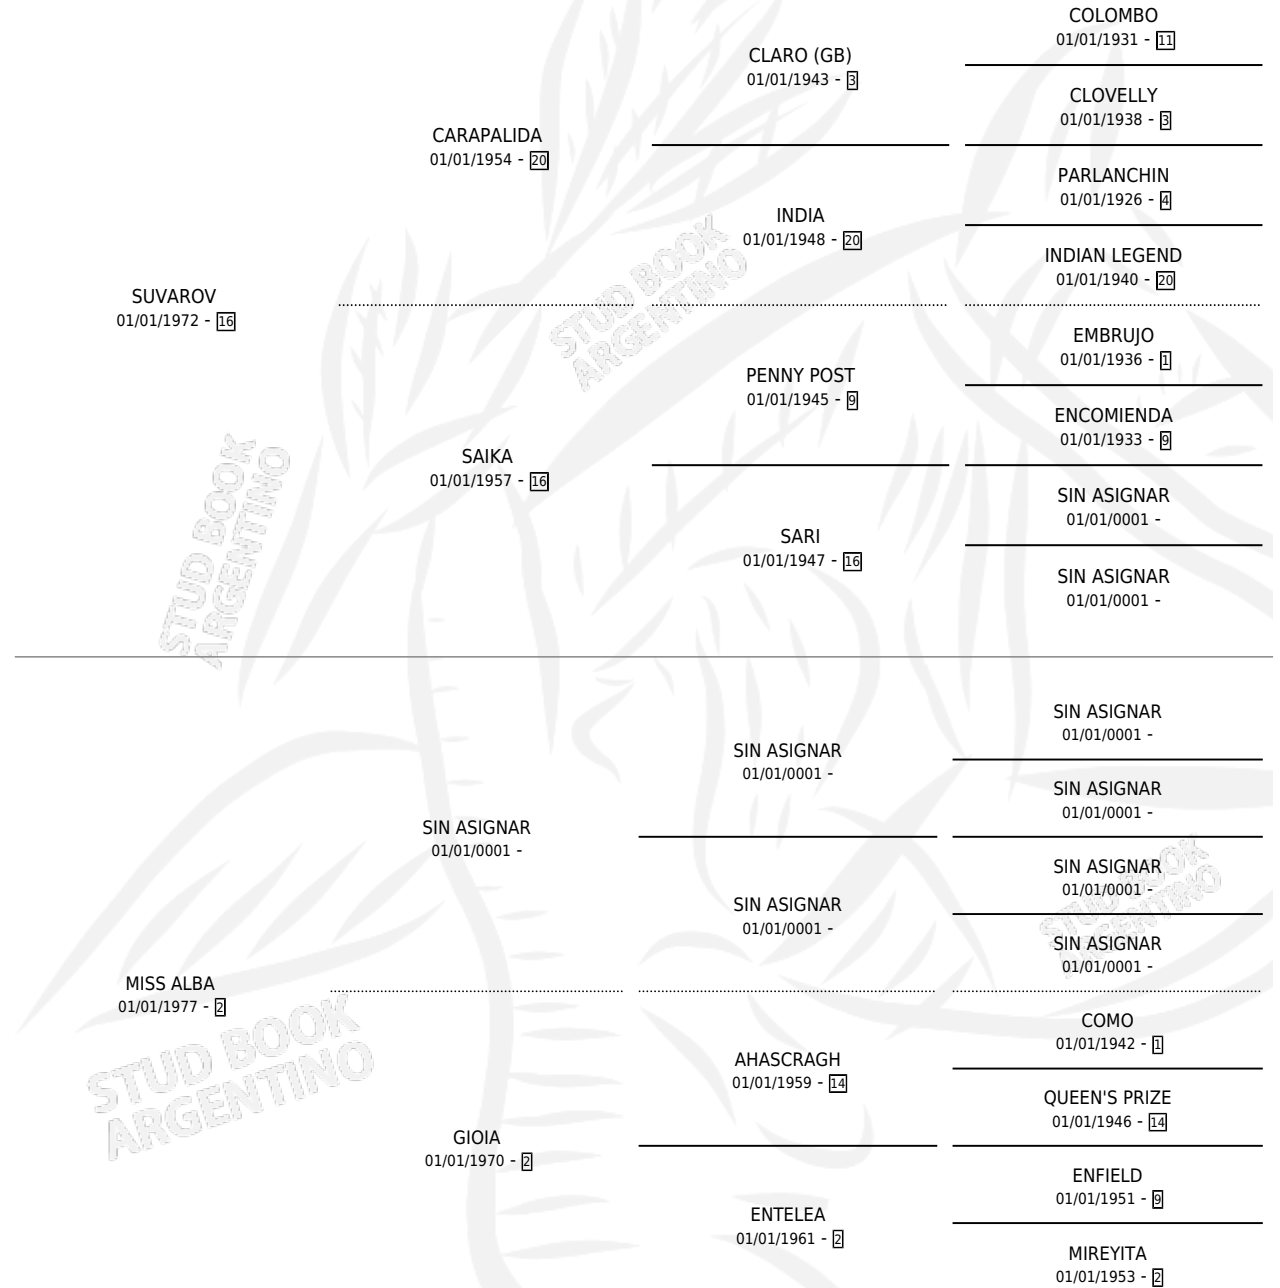 COLOMBO
01/01/1931 - 11
CLARO (GB)
01/01/1943 - 3
CLOVELLY
01/01/1938 - 3
CARAPALIDA
01/01/1954 - 20
PARLANCHIN
01/01/1926 - 4
INDIA
01/01/1948 - 20
INDIAN LEGEND
01/01/1940 - 20
SUVAROV
01/01/1972 - 16
EMBRUJO
01/01/1936 - 1
PENNY POST
01/01/1945 - 9
ENCOMIENDA
01/01/1933 - 9
SAIKA
01/01/1957 - 16
SIN ASIGNAR
01/01/0001 -
SARI
01/01/1947 - 16
SIN ASIGNAR
01/01/0001 -
SIN ASIGNAR
01/01/0001 -
SIN ASIGNAR
01/01/0001 -
SIN ASIGNAR
01/01/0001 -
SIN ASIGNAR
01/01/0001 -
SIN ASIGNAR
01/01/0001 -
SIN ASIGNAR
01/01/0001 -
SIN ASIGNAR
01/01/0001 -
MISS ALBA
01/01/1977 - 2
COMO
01/01/1942 - 1
AHASCRAGH
01/01/1959 - 14
QUEEN'S PRIZE
01/01/1946 - 14
GIOIA
01/01/1970 - 2
ENFIELD
01/01/1951 - 9
ENTELEA
01/01/1961 - 2
MIREYITA
01/01/1953 - 2
STUD BOOK
ARGENTINO
STUD BOOK
ARGENTINO
STUD BOOK
ARGENTINO
STUD BOOK
ARGENTINO